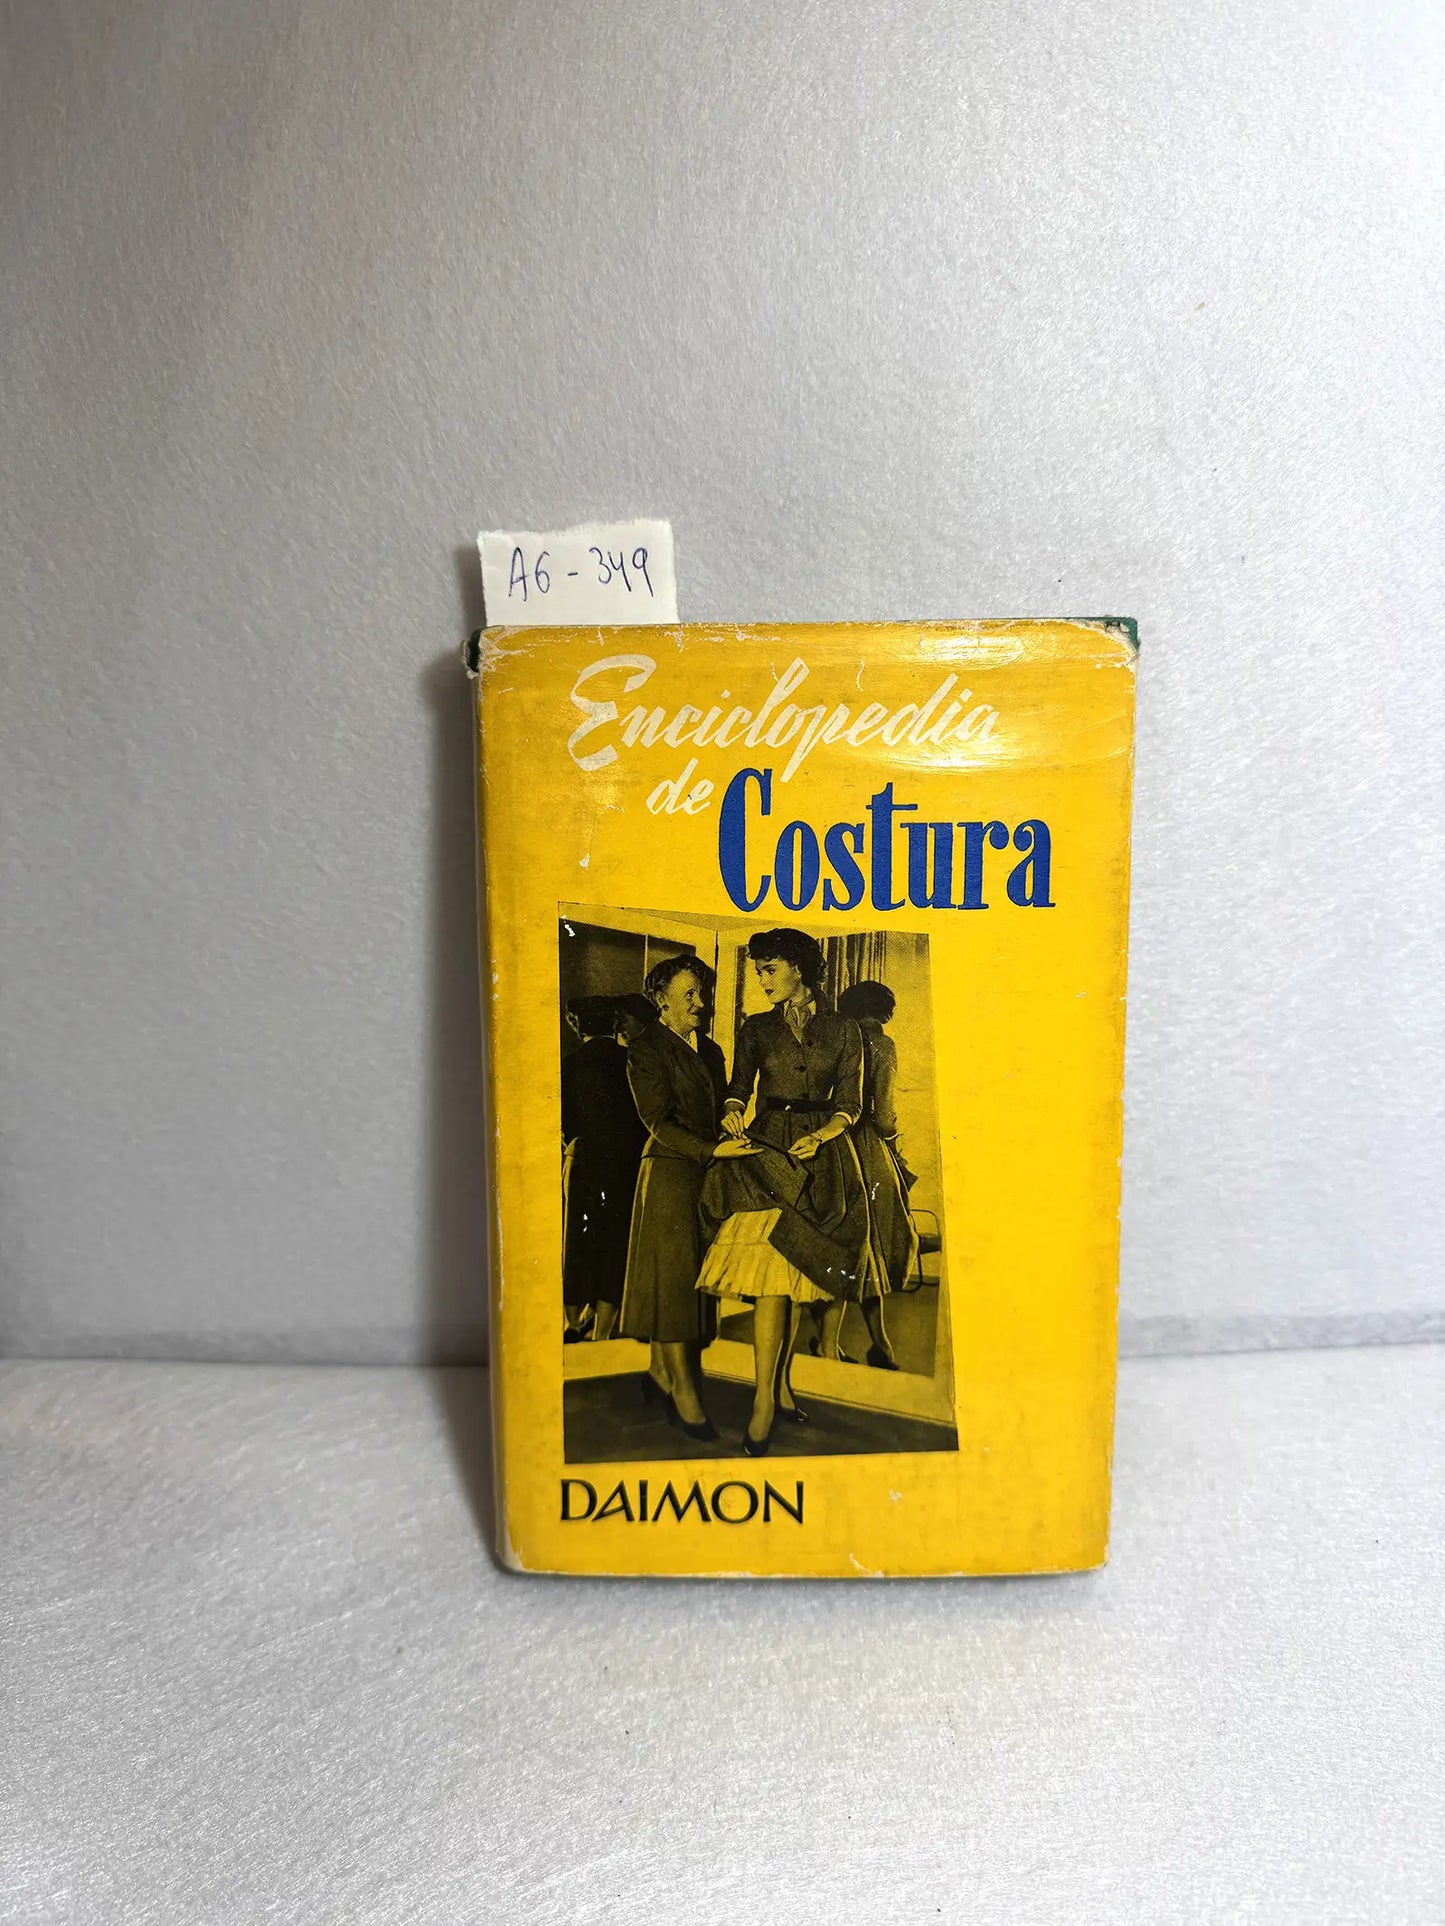 A6-349
Enciclopedia
de Costura
DAIMON